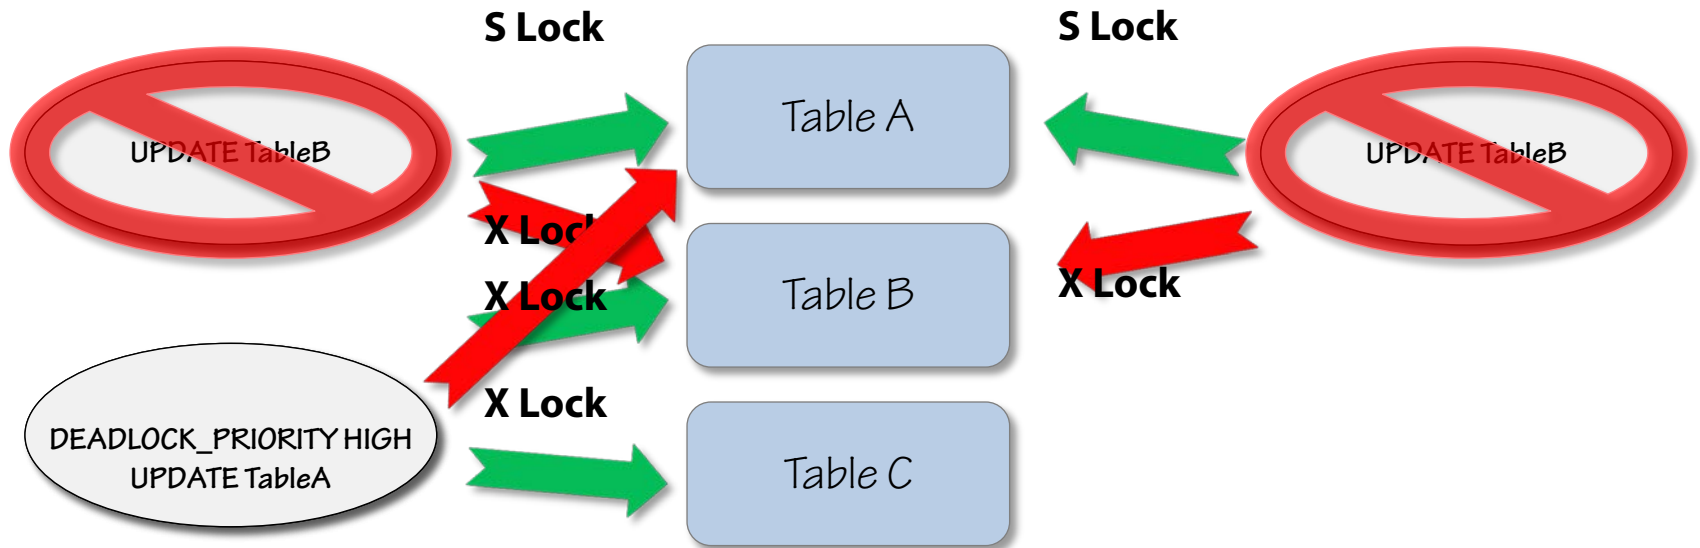 S Lock
S Lock
Table A
UPDATE TableB
UPDATE TableB
X Lock
X Lock
X Lock
Table B
X Lock
DEADLOCK_PRIORITY HIGH
UPDATE TableA
Table C